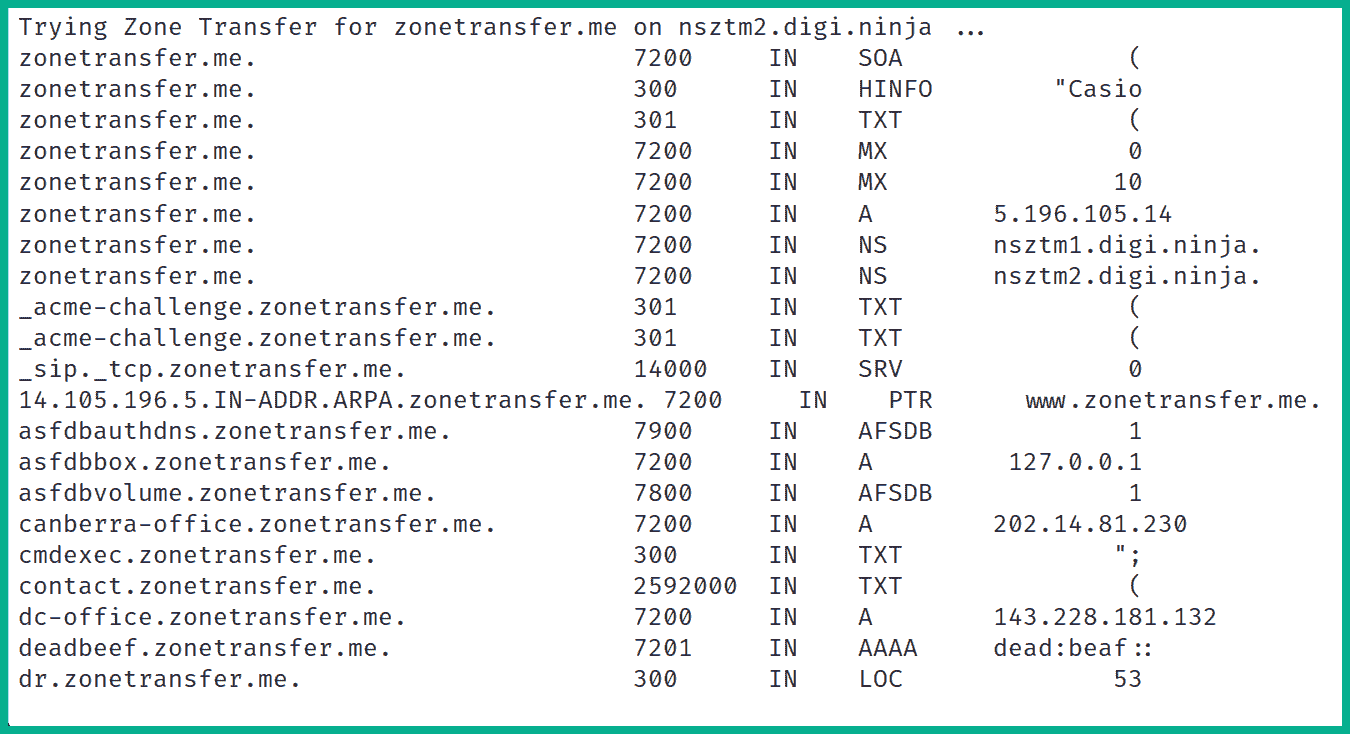 Trying Zone Transfer for zonetransfer.me on nsztm2.digi.ninja ...
zonetransfer.me. 7200 IN SOA (
zonetransfer.me. 300 IN HINFO "Casio
zonetransfer.me. 301 IN TXT (
zonetransfer.me. 7200 IN MX 0
zonetransfer.me. 7200 IN MX 10
zonetransfer.me. 7200 IN A 5.196.105.14
zonetransfer.me. 7200 IN NS nsztm1.digi.ninja.
zonetransfer.me. 7200 IN NS nsztm2.digi.ninja.
_acme-challenge.zonetransfer.me. 301 IN TXT (
_acme-challenge.zonetransfer.me. 301 IN TXT (
_sip._tcp.zonetransfer.me. 14000 IN SRV 0
14.105.196.5.IN-ADDR.ARPA.zonetransfer.me. 7200 IN PTR www.zonetransfer.me.
asfdbauthdns.zonetransfer.me. 7900 IN AFSDB 1
asfdbbox.zonetransfer.me. 7200 IN A 127.0.0.1
asfdbvolume.zonetransfer.me. 7800 IN AFSDB 1
canberra-office.zonetransfer.me. 7200 IN A 202.14.81.230
cmdexec.zonetransfer.me. 300 IN TXT ";
contact.zonetransfer.me. 2592000 IN TXT (
dc-office.zonetransfer.me. 7200 IN A 143.228.181.132
deadbeef.zonetransfer.me. 7201 IN AAAA dead:beaf::
dr.zonetransfer.me. 300 IN LOC 53